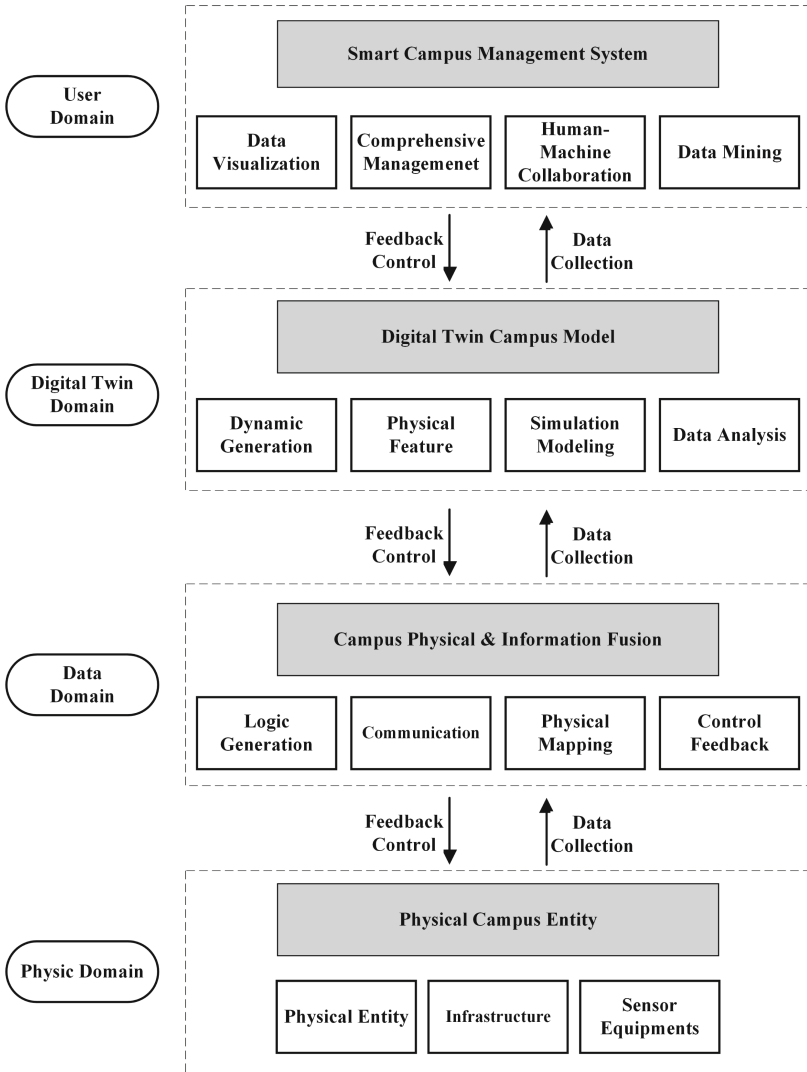 Smart Campus Management System
User
Domain
Data
Visualization
Comprehensive
Managemenet
Human-
Machine
Collaboration
Data Mining
Feedback
Control
Data
Collection
Digital Twin Campus Model
Digital Twin
Domain
Dynamic
Generation
Physical
Feature
Simulation
Modeling
Data Analysis
Feedback
Control
Data
Collection
Campus Physical & Information Fusion
Data
Domain
Logic
Generation
Communication
Physical
Mapping
Control
Feedback
Feedback
Control
Data
Collection
Physical Campus Entity
Physic Domain
Physical Entity
Infrastructure
Sensor
Equipments